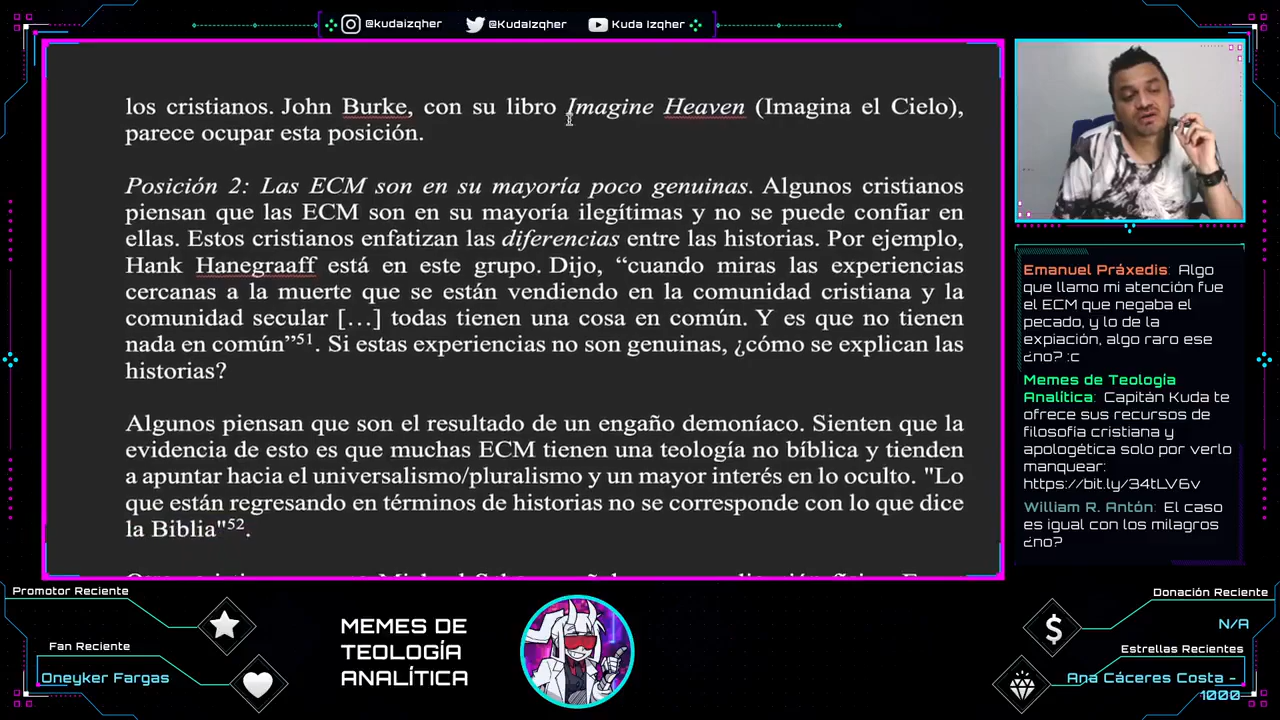 @kudaizqher
@KudaIzqher
Kuda Izqher
los cristianos. John Burke, con su libro Imagine Heaven (Imagina el Cielo),
parece ocupar esta posición.
Posición 2: Las ECM son en su mayoría poco genuinas. Algunos cristianos
piensan que las ECM son en su mayoría ilegítimas y no se puede confiar en
ellas. Estos cristianos enfatizan las diferencias entre las historias. Por ejemplo,
Hank Hanegraaff está en este grupo. Dijo, “cuando miras las experiencias
cercanas a la muerte que se están vendiendo en la comunidad cristiana y la
comunidad secular […] todas tienen una cosa en común. Y es que no tienen
nada en común”51. Si estas experiencias no son genuinas, ¿cómo se explican las
historias?
Algunos piensan que son el resultado de un engaño demoníaco. Sienten que la
evidencia de esto es que muchas ECM tienen una teología no bíblica y tienden
a apuntar hacia el universalismo/pluralismo y un mayor interés en lo oculto. "Lo
que están regresando en términos de historias no se corresponde con lo que dice
la Biblia"52.
Emanuel Práxedis: Algo
que llamo mi atención fue
el ECM que negaba el
pecado, y lo de la
expiación, algo raro ese
¿no? :c
Memes de Teología
Analítica: Capitán Kuda te
ofrece sus recursos de
filosofía cristiana y
apologética solo por verlo
manquear:
https://bit.ly/34tLV6v
William R. Antón: El caso
es igual con los milagros
¿no?
Promotor Reciente
Fan Reciente
Oneyker Fargas
MEMES DE
TEOLOGÍA
ANALÍTICA
Donación Reciente
N/A
Estrellas Recientes
Ana Cáceres Costa -
1000